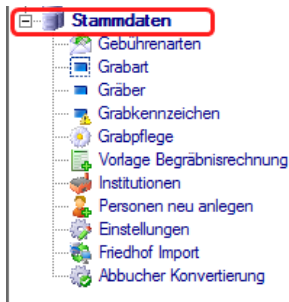 Stammdaten
Gebührenarten
Grabart
Gräber
Grabkennzeichen
Grabpflege
Vorlage Begräbnisrechnung
Institutionen
Personen neu anlegen
Einstellungen
Friedhof Import
Abbucher Konvertierung